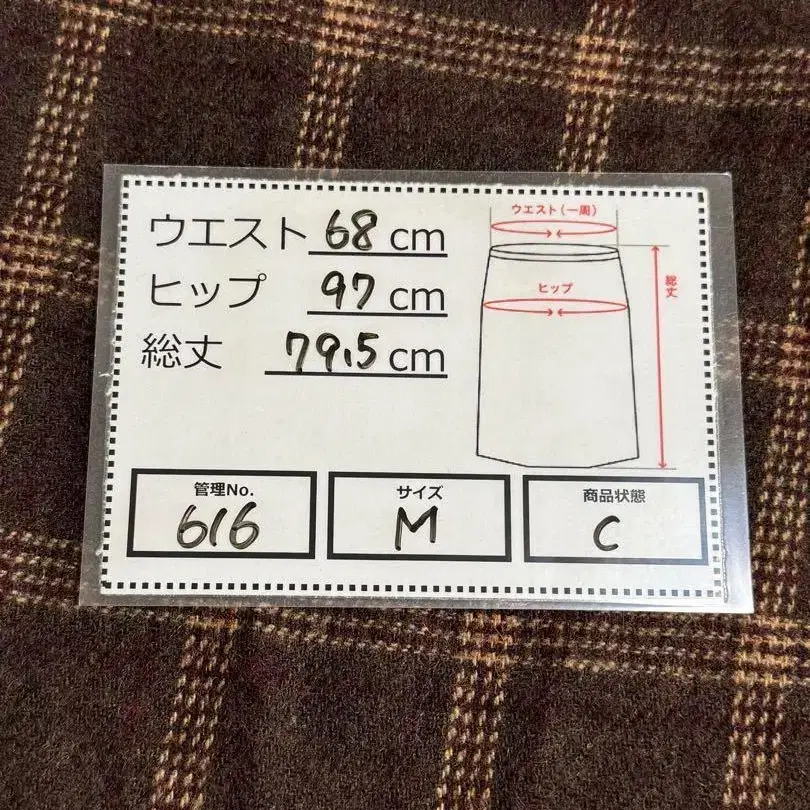 ウエスト 68 cm
ヒップ 97 cm
総丈 79.5 cm
ウエスト(一周)
ヒップ
総丈
管理No.
616
サイズ
M
商品状態
C